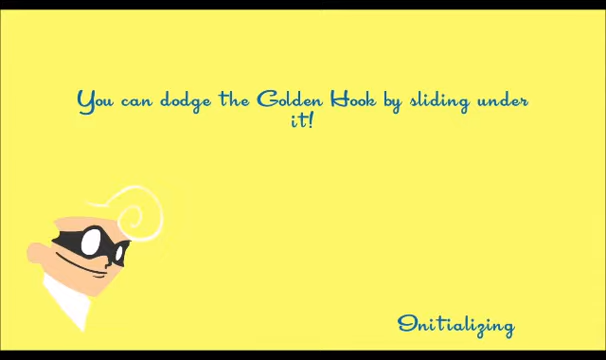 You can dodge the Golden Hook by sliding under
it!
Initializing